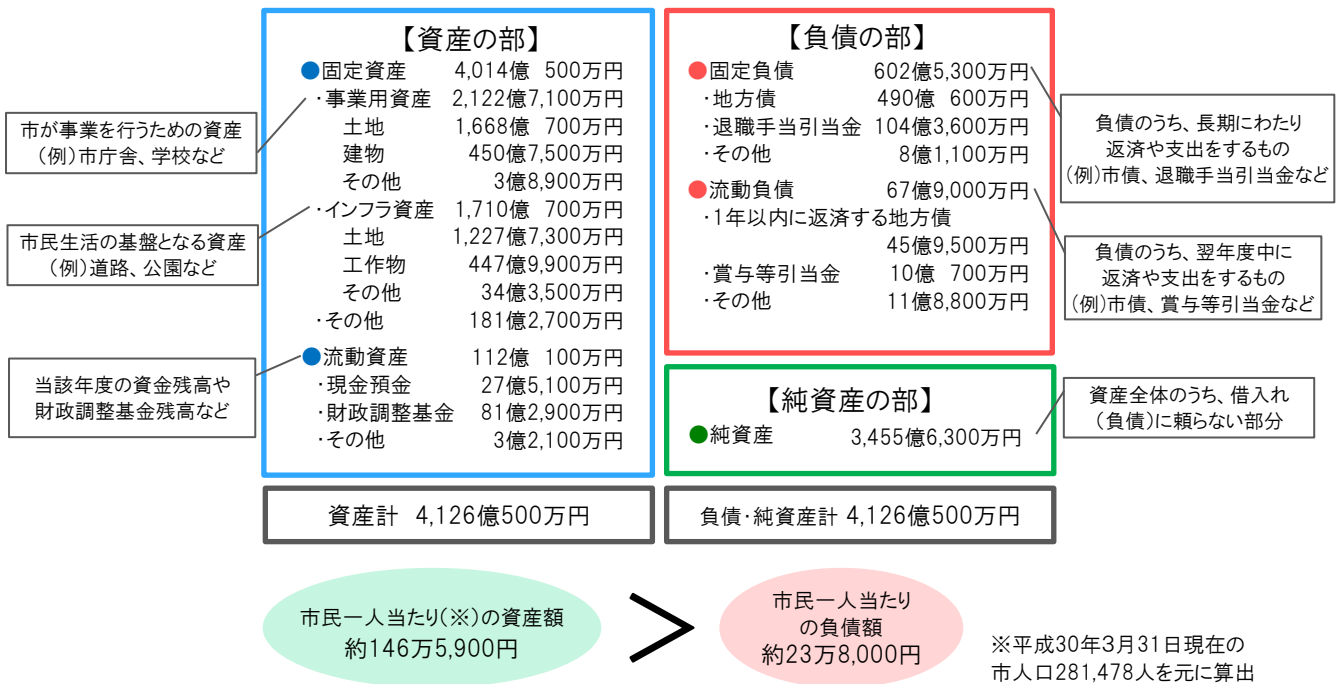 【資産の部】
●固定資産 4,014億 500万円
・事業用資産 2,122億7,100万円
土地 1,668億 700万円
建物 450億7,500万円
その他 3億8,900万円
・インフラ資産 1,710億 700万円
土地 1,227億7,300万円
工作物 447億9,900万円
その他 34億3,500万円
・その他 181億2,700万円
●流動資産 112億 100万円
・現金預金 27億5,100万円
・財政調整基金 81億2,900万円
・その他 3億2,100万円
市が事業を行うための資産
(例)市庁舎、学校など
市民生活の基盤となる資産
(例)道路、公園など
当該年度の資金残高や
財政調整基金残高など
【負債の部】
●固定負債 602億5,300万円
・地方債 490億 600万円
・退職手当引当金 104億3,600万円
・その他 8億1,100万円
●流動負債 67億9,000万円
・1年以内に返済する地方債
45億9,500万円
・賞与等引当金 10億 700万円
・その他 11億8,800万円
負債のうち、長期にわたり
返済や支出をするもの
(例)市債、退職手当引当金など
負債のうち、翌年度中に
返済や支出をするもの
(例)市債、賞与等引当金など
【純資産の部】
●純資産 3,455億6,300万円
資産全体のうち、借入れ
(負債)に頼らない部分
資産計 4,126億500万円
負債・純資産計 4,126億500万円
市民一人当たり(※)の資産額
約146万5,900円
>
市民一人当たり
の負債額
約23万8,000円
※平成30年3月31日現在の
市人口281,478人を元に算出